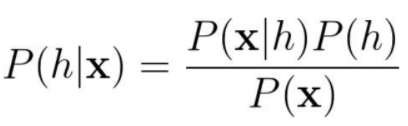 P(h|𝐱) = P(𝐱|h)P(h) / P(𝐱)